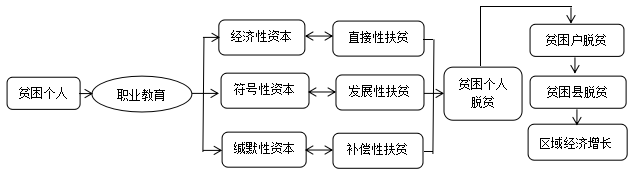 贫困个人
职业教育
经济性资本
直接性扶贫
符号性资本
发展性扶贫
缄默性资本
补偿性扶贫
贫困个人
脱贫
贫困户脱贫
贫困县脱贫
区域经济增长